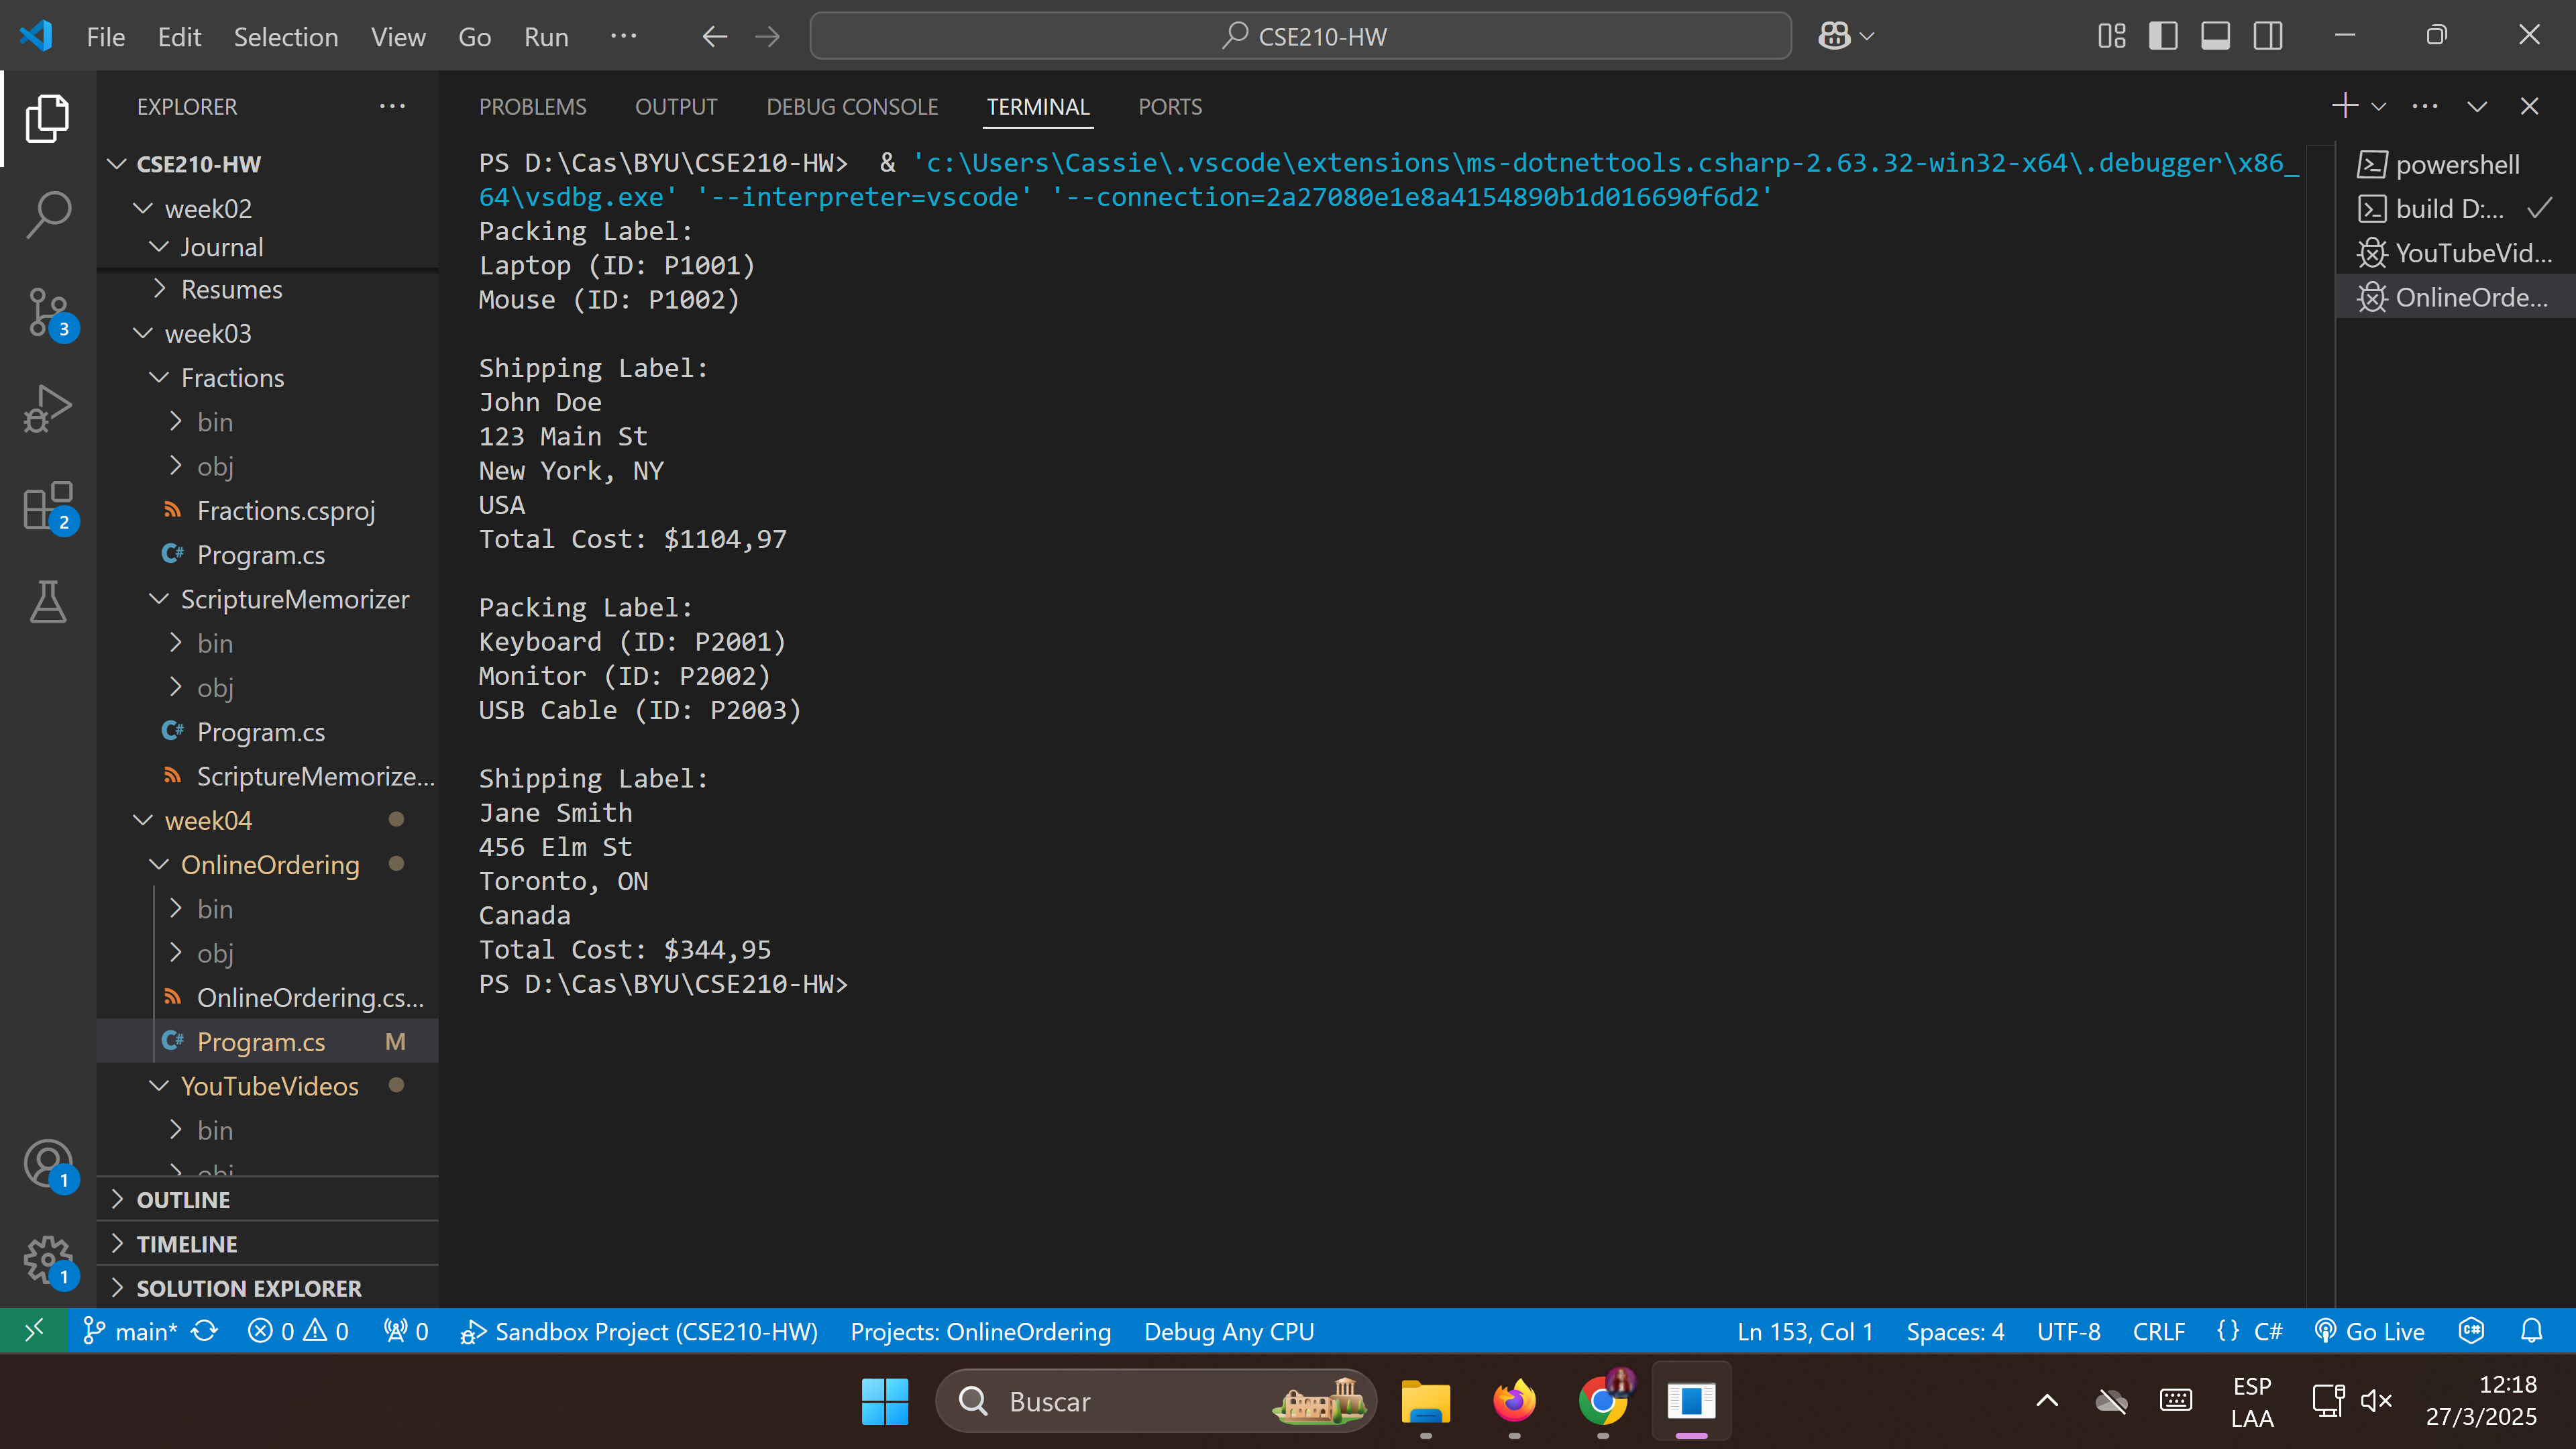 File Edit Selection View Go Run ···
CSE210-HW
EXPLORER ···
CSE210-HW
week02
Journal
Resumes
week03
Fractions
bin
obj
Fractions.csproj
Program.cs
ScriptureMemorizer
bin
obj
Program.cs
ScriptureMemorize...
week04
OnlineOrdering
bin
obj
OnlineOrdering.cs...
Program.cs M
YouTubeVideos
bin
obj
OUTLINE
TIMELINE
SOLUTION EXPLORER
3
2
1
1
PROBLEMS OUTPUT DEBUG CONSOLE TERMINAL PORTS
PS D:\Cas\BYU\CSE210-HW>  & 'c:\Users\Cassie\.vscode\extensions\ms-dotnettools.csharp-2.63.32-win32-x64\.debugger\x86_
64\vsdbg.exe' '--interpreter=vscode' '--connection=2a27080e1e8a4154890b1d016690f6d2'
Packing Label:
Laptop (ID: P1001)
Mouse (ID: P1002)
Shipping Label:
John Doe
123 Main St
New York, NY
USA
Total Cost: $1104,97
Packing Label:
Keyboard (ID: P2001)
Monitor (ID: P2002)
USB Cable (ID: P2003)
Shipping Label:
Jane Smith
456 Elm St
Toronto, ON
Canada
Total Cost: $344,95
PS D:\Cas\BYU\CSE210-HW>
powershell
build D:...
YouTubeVid...
OnlineOrde...
main* 0 0 0 Sandbox Project (CSE210-HW) Projects: OnlineOrdering Debug Any CPU Ln 153, Col 1 Spaces: 4 UTF-8 CRLF {} C# Go Live
Buscar
ESP
LAA
12:18
27/3/2025